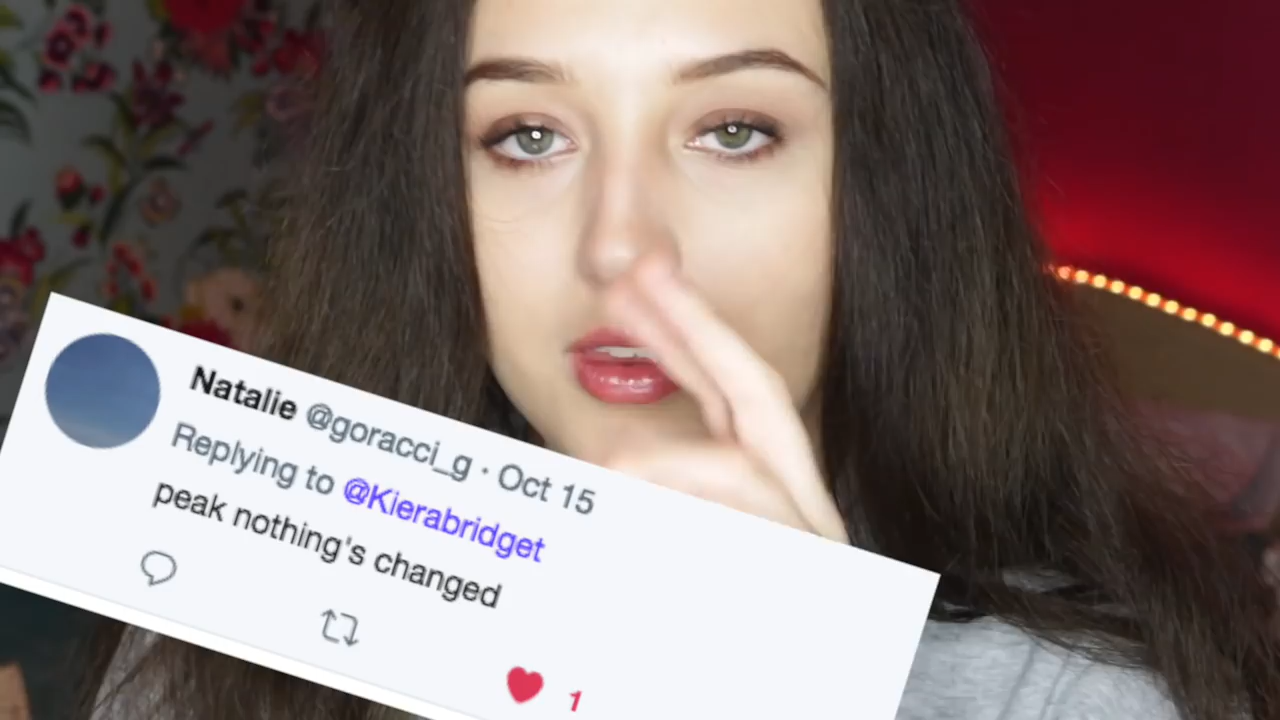 Natalie @goracci_g · Oct 15
Replying to @Kierabridget
peak nothing's changed
1